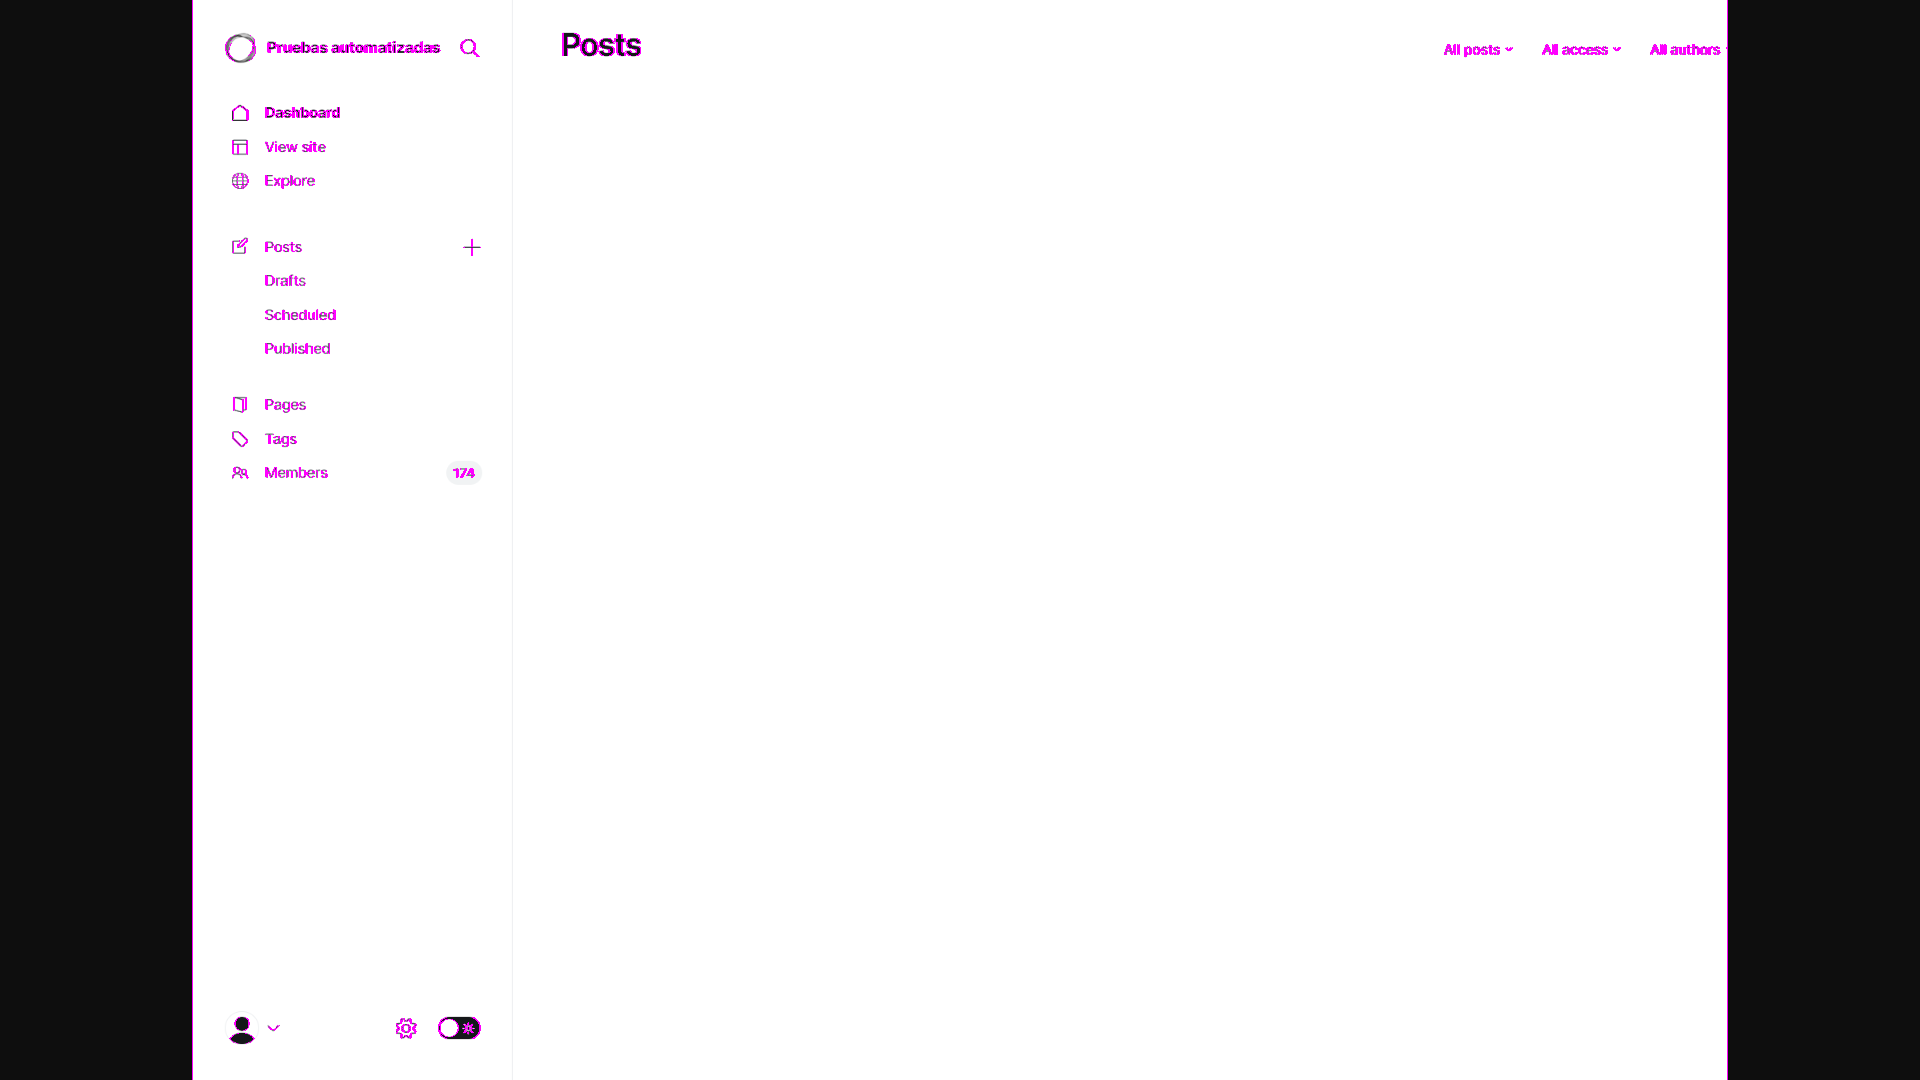 Pruebas automatizadas
Posts
All posts
All access
All authors
Dashboard
View site
Explore
Posts
Drafts
Scheduled
Published
Pages
Tags
Members 174